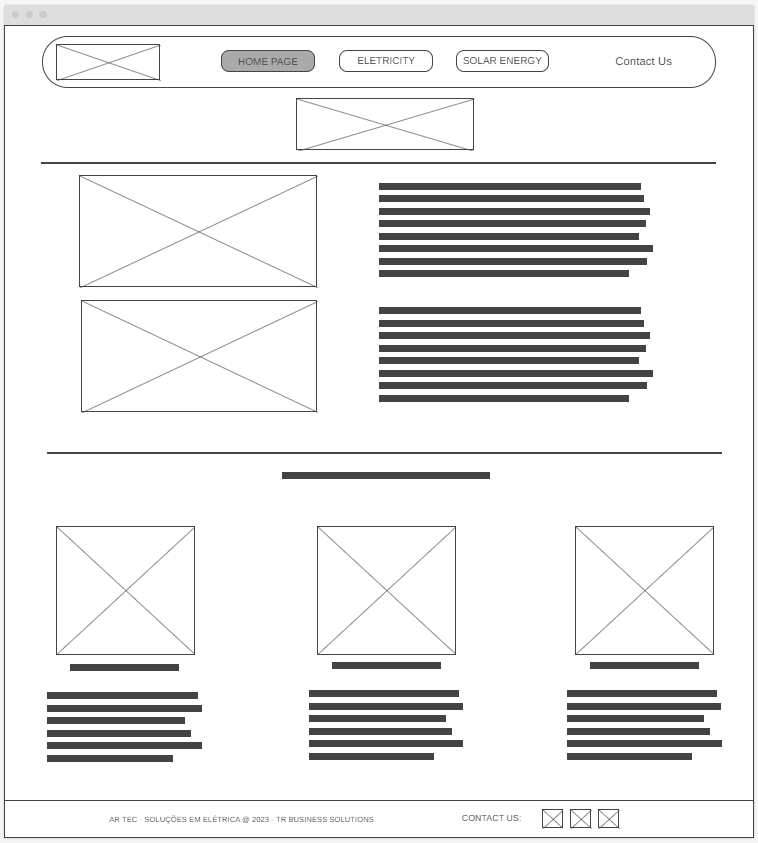 HOME PAGE
ELETRICITY
SOLAR ENERGY
Contact Us
AR TEC · SOLUÇÕES EM ELÉTRICA @ 2023 · TR BUSINESS SOLUTIONS
CONTACT US: